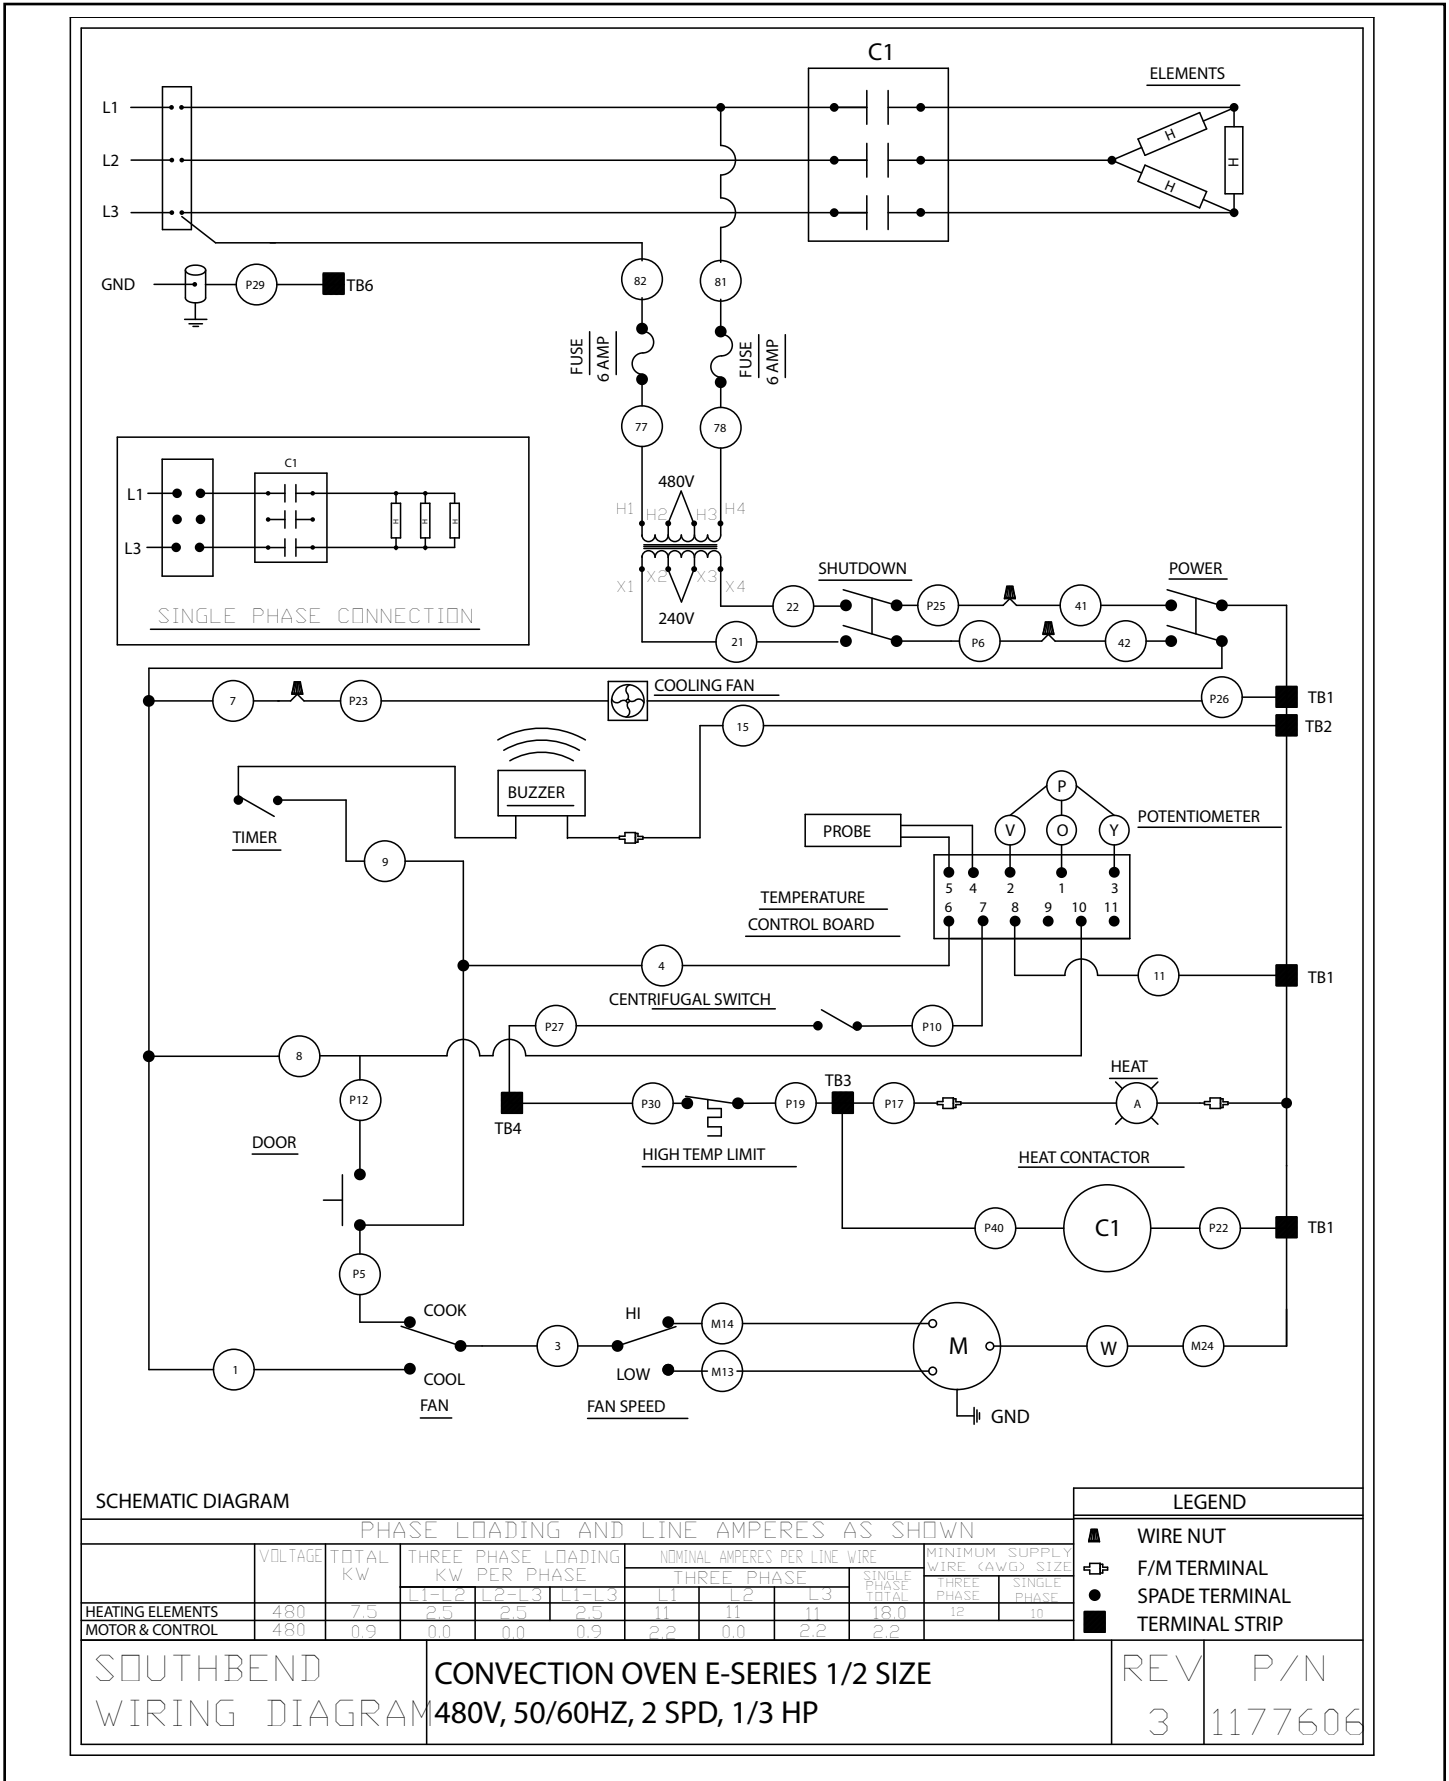 C1
ELEMENTS
L1
L2
L3
H
H
H
GND
P29
TB6
82
81
FUSE
6 AMP
FUSE
6 AMP
77
78
C1
L1
L3
H
H
H
SINGLE PHASE CONNECTION
480V
H1 H2 H3 H4
X1 X2 X3 X4
240V
SHUTDOWN
POWER
22
P25
41
21
P6
42
7
P23
COOLING FAN
P26
TB1
15
TB2
BUZZER
TIMER
9
PROBE
P
V O Y
POTENTIOMETER
5 4 2 1 3
6 7 8 9 10 11
TEMPERATURE
CONTROL BOARD
4
11
TB1
CENTRIFUGAL SWITCH
P27
P10
8
P12
DOOR
TB4
P30
P19
TB3
P17
HEAT
A
HIGH TEMP LIMIT
HEAT CONTACTOR
P40
C1
P22
TB1
P5
COOK
COOL
FAN
1
3
HI
LOW
FAN SPEED
M14
M13
M
W
M24
GND
SCHEMATIC DIAGRAM
LEGEND
WIRE NUT
F/M TERMINAL
SPADE TERMINAL
TERMINAL STRIP
PHASE LOADING AND LINE AMPERES AS SHOWN
VOLTAGE
TOTAL
KW
THREE PHASE LOADING
KW PER PHASE
NOMINAL AMPERES PER LINE WIRE
MINIMUM SUPPLY
WIRE (AWG) SIZE
THREE PHASE
SINGLE
PHASE
TOTAL
THREE
PHASE
SINGLE
PHASE
L1-L2 L2-L3 L1-L3 L1 L2 L3
HEATING ELEMENTS 480 7.5 2.5 2.5 2.5 11 11 11 18.0 12 10
MOTOR & CONTROL 480 0.9 0.0 0.0 0.9 2.2 0.0 2.2 2.2
SOUTHBEND
WIRING DIAGRAM
CONVECTION OVEN E-SERIES 1/2 SIZE
480V, 50/60HZ, 2 SPD, 1/3 HP
REV
3
P/N
1177606